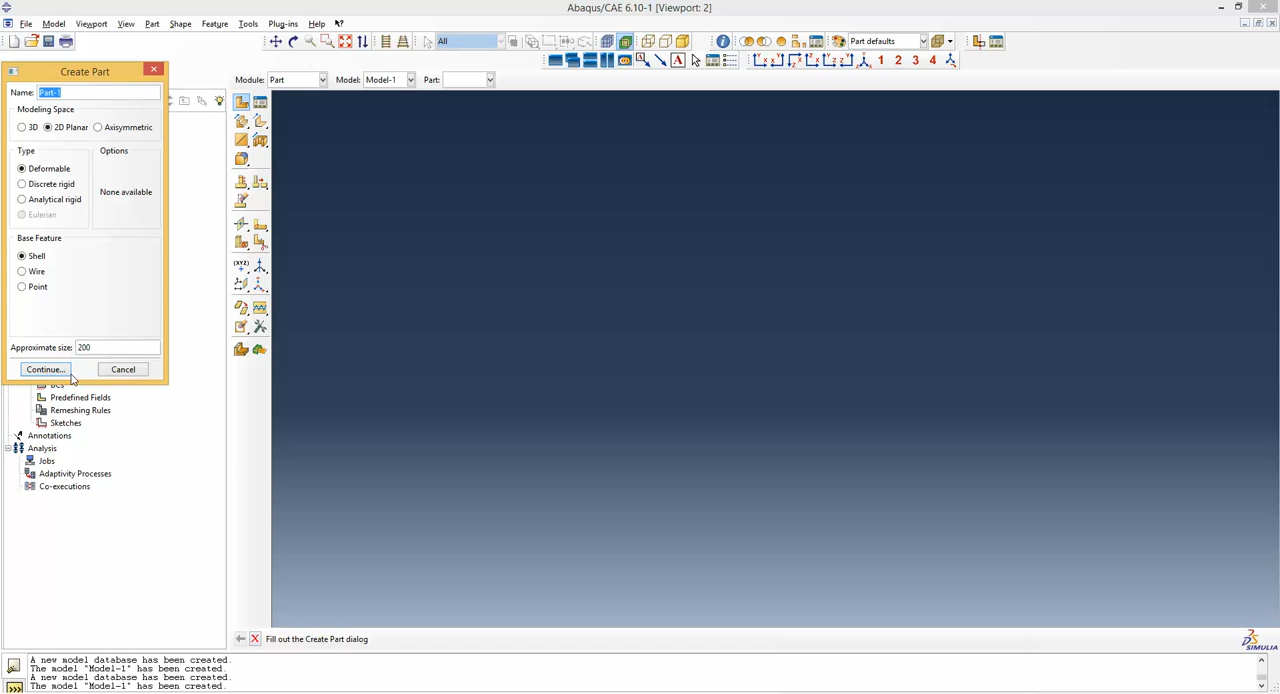 Abaqus/CAE 6.10-1 [Viewport: 2]
File Model Viewport View Part Shape Feature Tools Plug-ins Help
All
Part defaults
A
1 2 3 4
Module: Part Model: Model-1 Part:
Create Part
Name: Part-1
Modeling Space
3D 2D Planar Axisymmetric
Type Options
Deformable
Discrete rigid
Analytical rigid
Eulerian
None available
Base Feature
Shell
Wire
Point
Approximate size: 200
Continue... Cancel
BCs
Predefined Fields
Remeshing Rules
Sketches
Annotations
Analysis
Jobs
Adaptivity Processes
Co-executions
(XYZ)
Fill out the Create Part dialog
SIMULIA
A new model database has been created.
The model "Model-1" has been created.
A new model database has been created.
The model "Model-1" has been created.